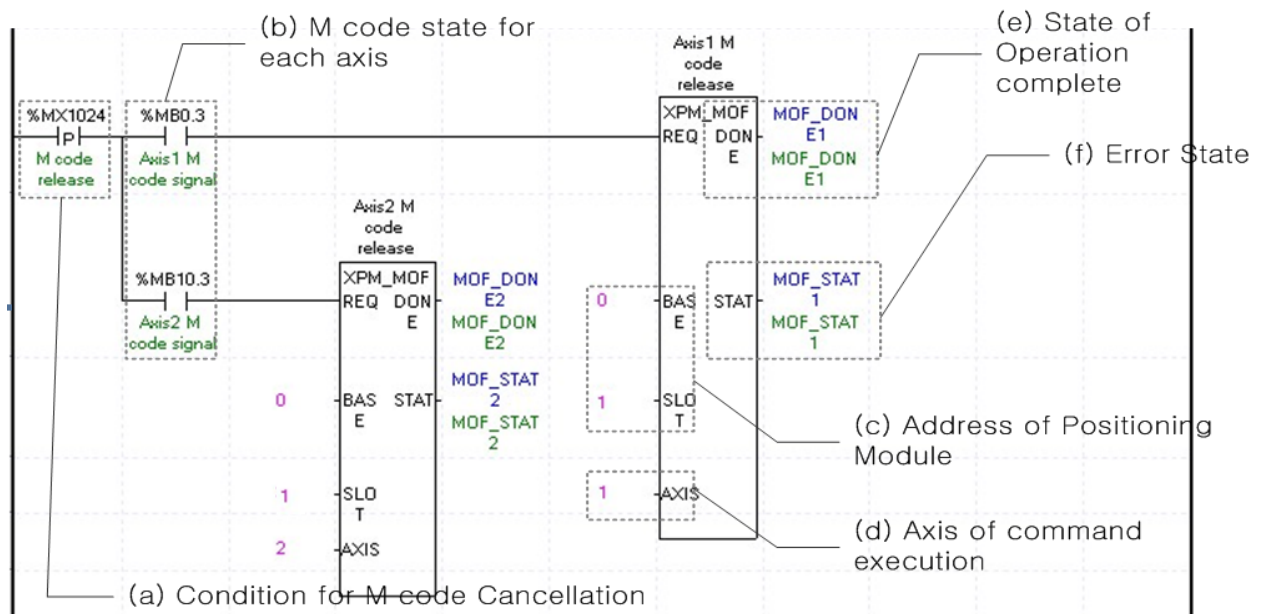 (b) M code state for
each axis
(e) State of
Operation
complete
Axis1 M
code
release
%MX1024
P
M code
release
%MB0.3
Axis1 M
code signal
XPM_MOF
REQ DON
E
MOF_DON
E1
MOF_DON
E1
(f) Error State
Axis2 M
code
release
%MB10.3
Axis2 M
code signal
XPM_MOF
REQ DON
E
MOF_DON
E2
MOF_DON
E2
0
BAS STAT
E
MOF_STAT
1
MOF_STAT
1
0
BAS STAT
E
MOF_STAT
2
MOF_STAT
2
1
SLO
T
(c) Address of Positioning
Module
1
SLO
T
1
AXIS
2
AXIS
(d) Axis of command
execution
(a) Condition for M code Cancellation